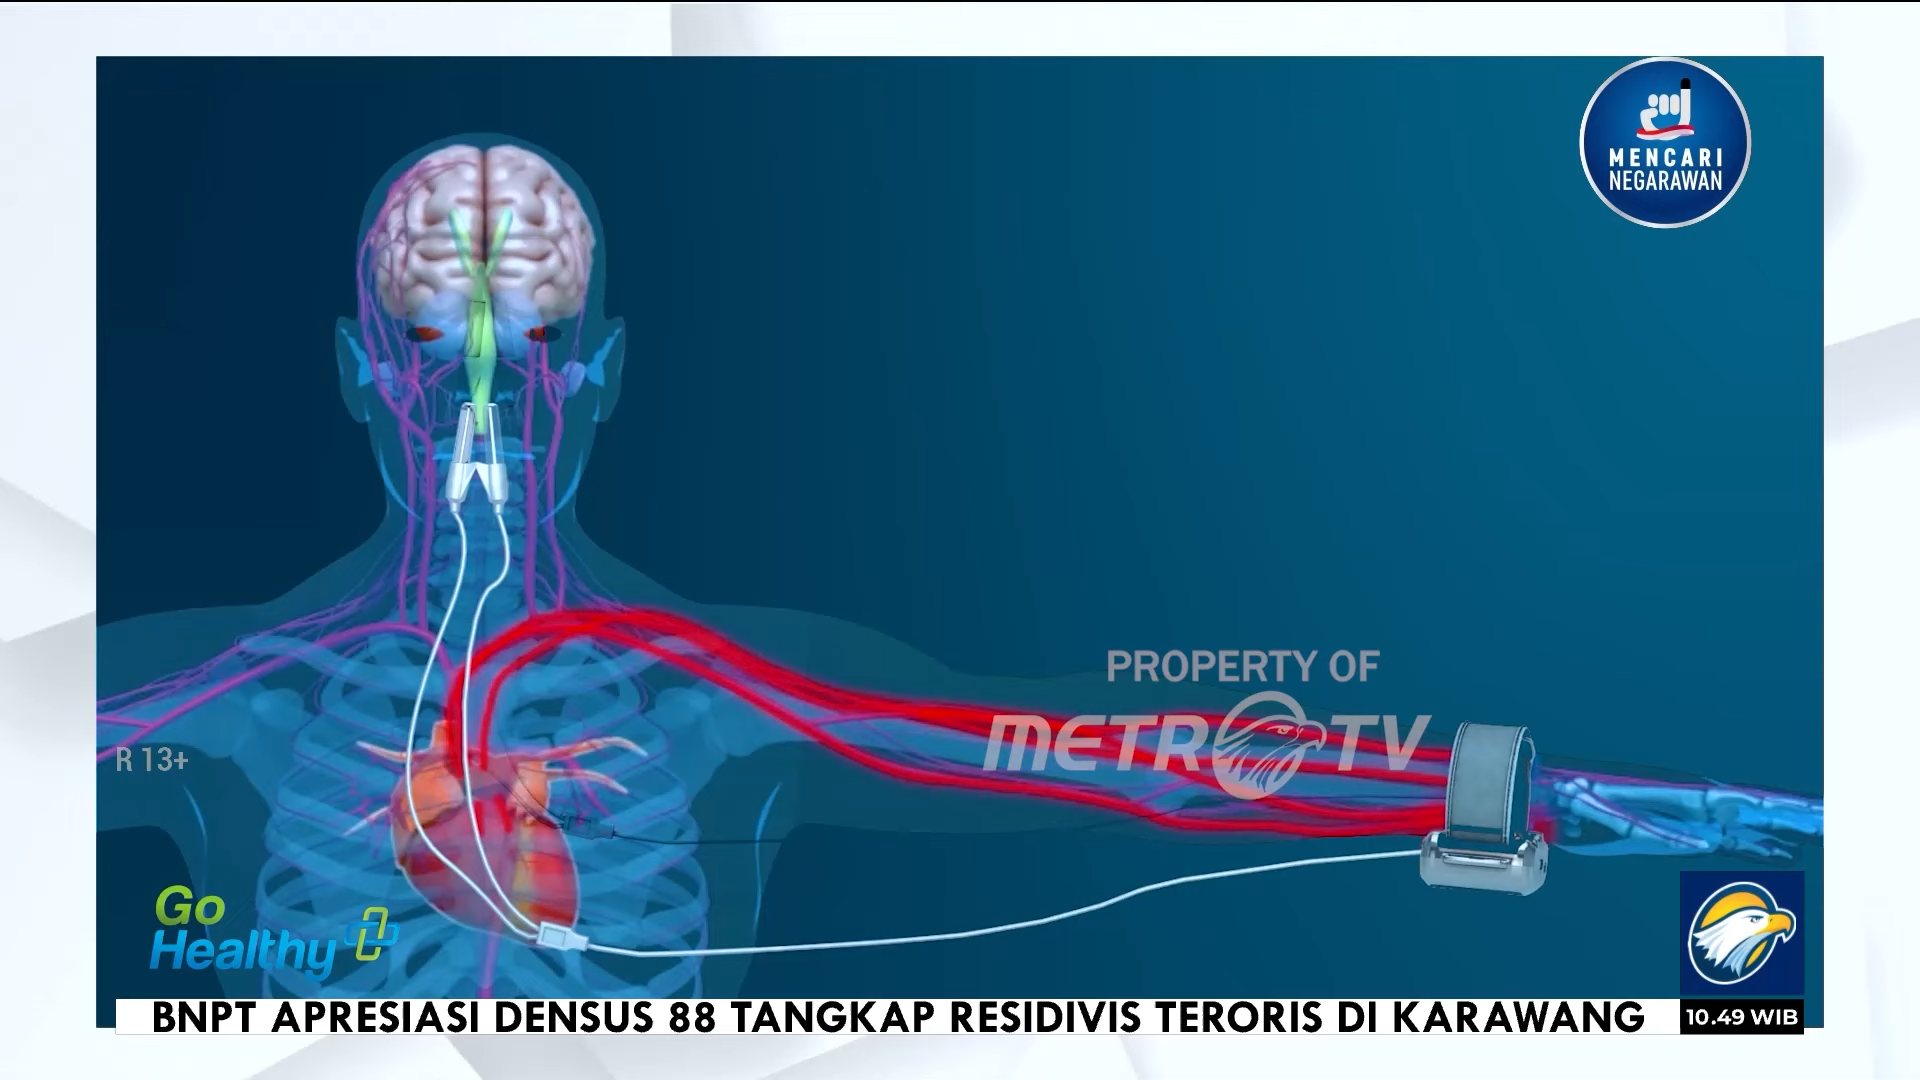 MENCARI
NEGARAWAN
PROPERTY OF
METRO TV
R 13+
Go
Healthy
BNPT APRESIASI DENSUS 88 TANGKAP RESIDIVIS TERORIS DI KARAWANG
10.49 WIB